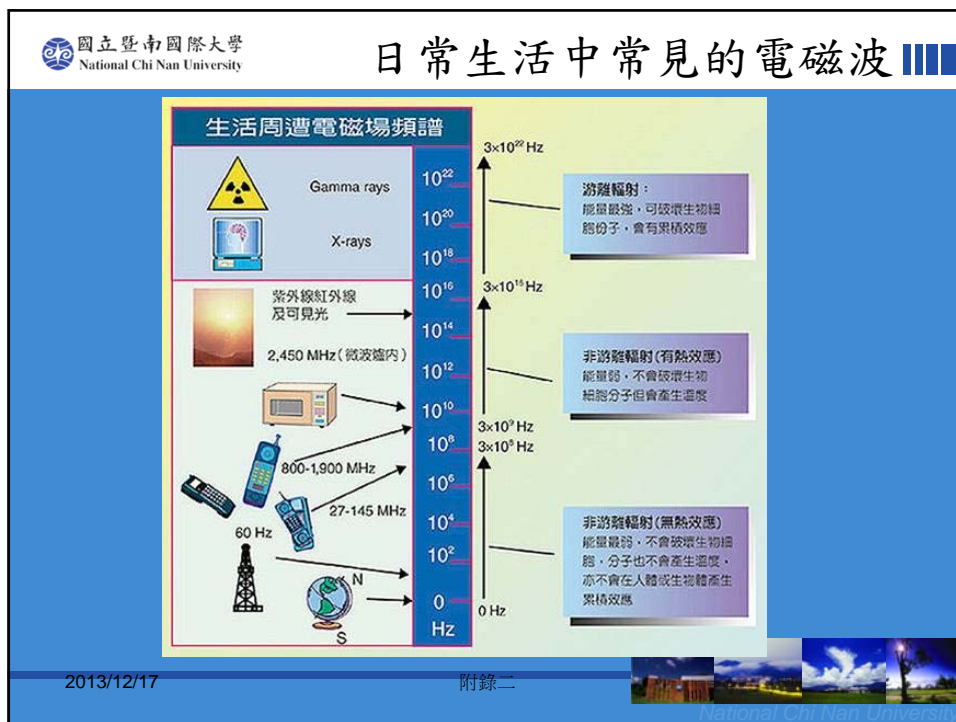 國立暨南國際大學
National Chi Nan University
日常生活中常見的電磁波
生活周遭電磁場頻譜
Gamma rays
X-rays
紫外線紅外線
及可見光
2,450 MHz(微波爐內)
800-1,900 MHz
27-145 MHz
60 Hz
N
S
10²²
10²⁰
10¹⁸
10¹⁶
10¹⁴
10¹²
10¹⁰
10⁸
10⁶
10⁴
10²
0
Hz
3×10²² Hz
3×10¹⁵ Hz
3×10⁹ Hz
3×10⁵ Hz
0 Hz
游離輻射:
能量最強,可破壞生物細
胞份子,會有累積效應
非游離輻射(有熱效應)
能量弱,不會破壞生物
細胞分子但會產生溫度
非游離輻射(無熱效應)
能量最弱,不會破壞生物細
胞,分子也不會產生溫度,
亦不會在人體或生物體產生
累積效應
2013/12/17
附錄二
National Chi Nan University